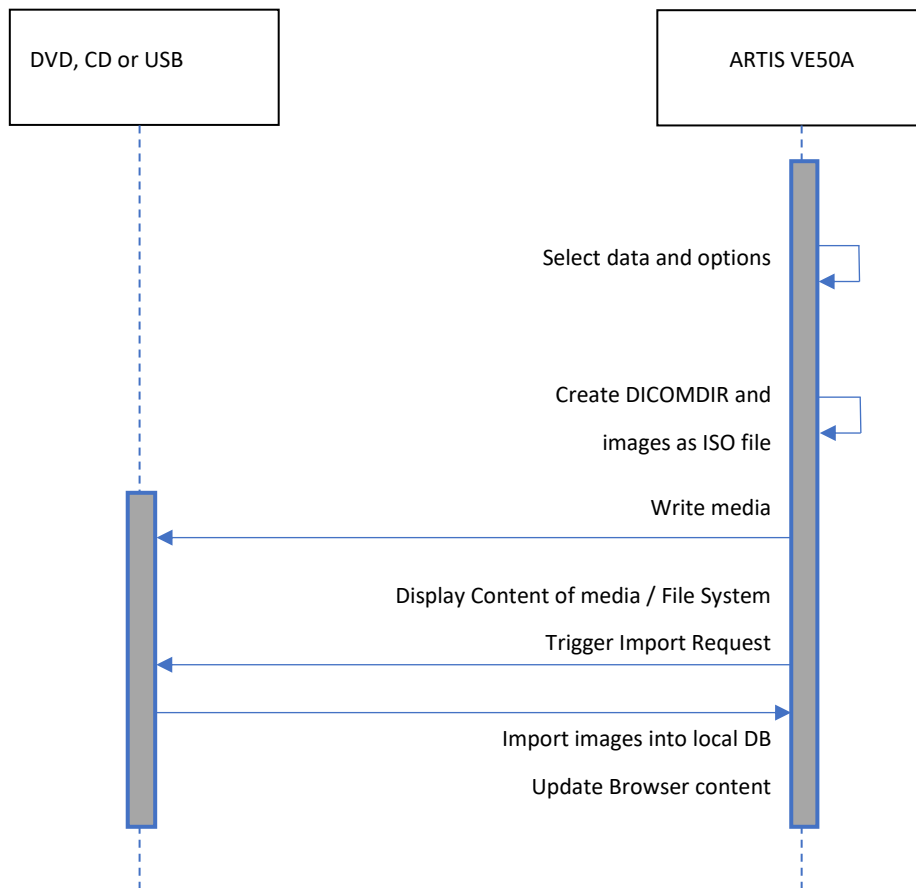 DVD, CD or USB
ARTIS VE50A
Select data and options
Create DICOMDIR and
images as ISO file
Write media
Display Content of media / File System
Trigger Import Request
Import images into local DB
Update Browser content